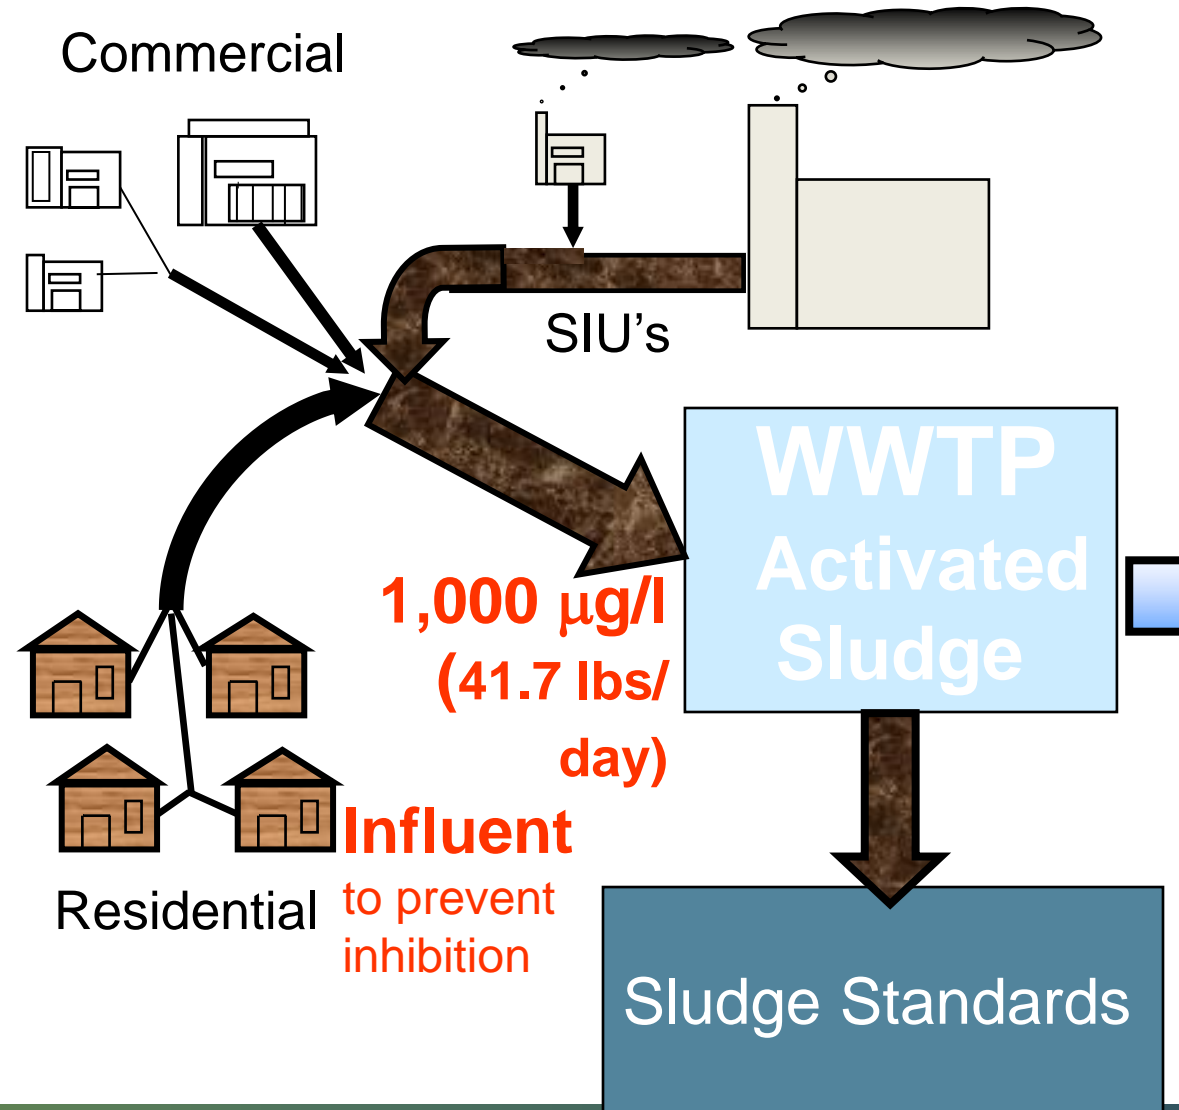 Commercial
SIU's
WWTP
Activated
Sludge
1,000 μg/l
(41.7 lbs/
day)
Influent
to prevent
inhibition
Residential
Sludge Standards